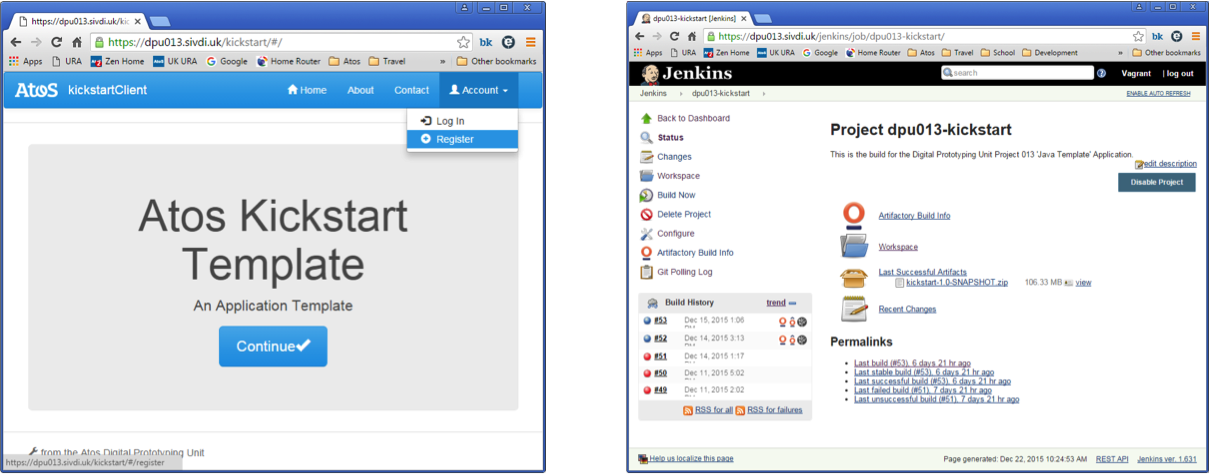 https://dpu013.sivdi.uk/kic
https://dpu013.sivdi.uk/kickstart/#/
bk
Apps URA Zen Home UK URA Google Home Router Atos Travel » Other bookmarks
Atos kickstartClient Home About Contact Account
Log In
Register
Atos Kickstart
Template
An Application Template
Continue
from the Atos Digital Prototyping Unit
https://dpu013.sivdi.uk/kickstart/#/register
dpu013-kickstart [Jenkins]
https://dpu013.sivdi.uk/jenkins/job/dpu013-kickstart/
bk
Apps URA Zen Home UK URA Google Home Router Atos Travel School Development » Other bookmarks
Jenkins search Vagrant | log out
Jenkins › dpu013-kickstart › ENABLE AUTO REFRESH
Back to Dashboard
Status
Changes
Workspace
Build Now
Delete Project
Configure
Artifactory Build Info
Git Polling Log
Build History trend
#53 Dec 15, 2015 1:06
#52 Dec 14, 2015 3:13
#51 Dec 14, 2015 1:17
#50 Dec 11, 2015 5:02
#49 Dec 11, 2015 2:02
RSS for all RSS for failures
Project dpu013-kickstart
This is the build for the Digital Prototyping Unit Project 013 'Java Template' Application.
edit description
Disable Project
Artifactory Build Info
Workspace
Last Successful Artifacts
kickstart-1.0-SNAPSHOT.zip 106.33 MB view
Recent Changes
Permalinks
• Last build (#53), 6 days 21 hr ago
• Last stable build (#53), 6 days 21 hr ago
• Last successful build (#53), 6 days 21 hr ago
• Last failed build (#51), 7 days 21 hr ago
• Last unsuccessful build (#51), 7 days 21 hr ago
Help us localize this page Page generated: Dec 22, 2015 10:24:53 AM REST API Jenkins ver. 1.631